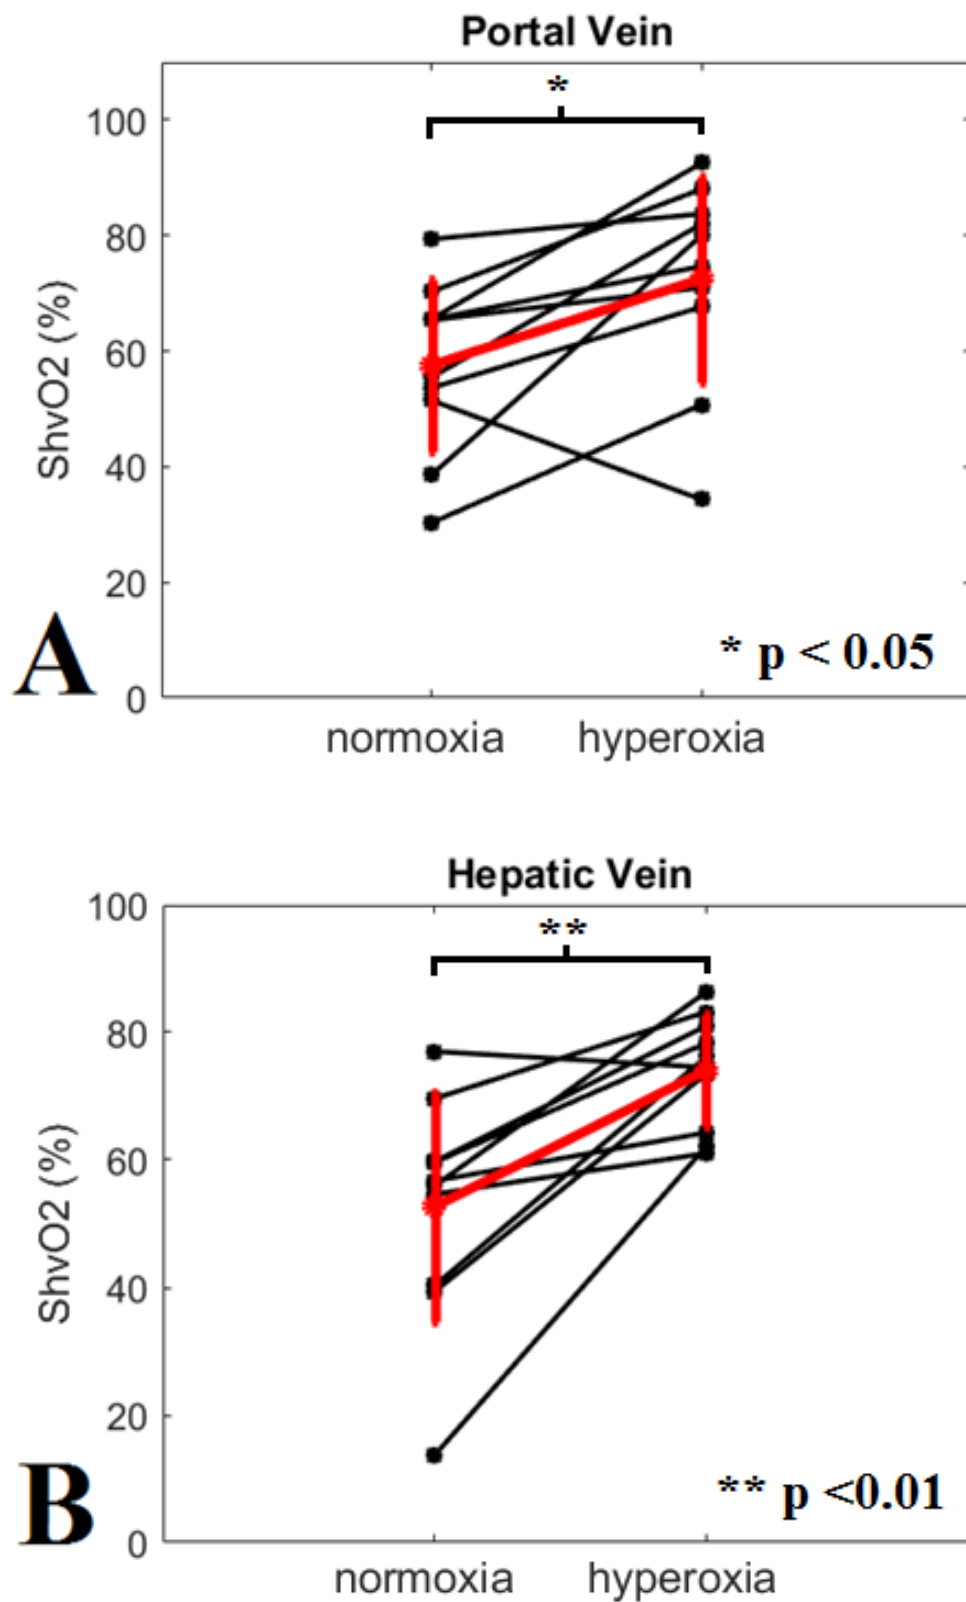 Portal Vein
*
100
80
60
40
20
0
ShvO2 (%)
A
* p < 0.05
normoxia hyperoxia
Hepatic Vein
**
100
80
60
40
20
0
ShvO2 (%)
B
** p <0.01
normoxia hyperoxia